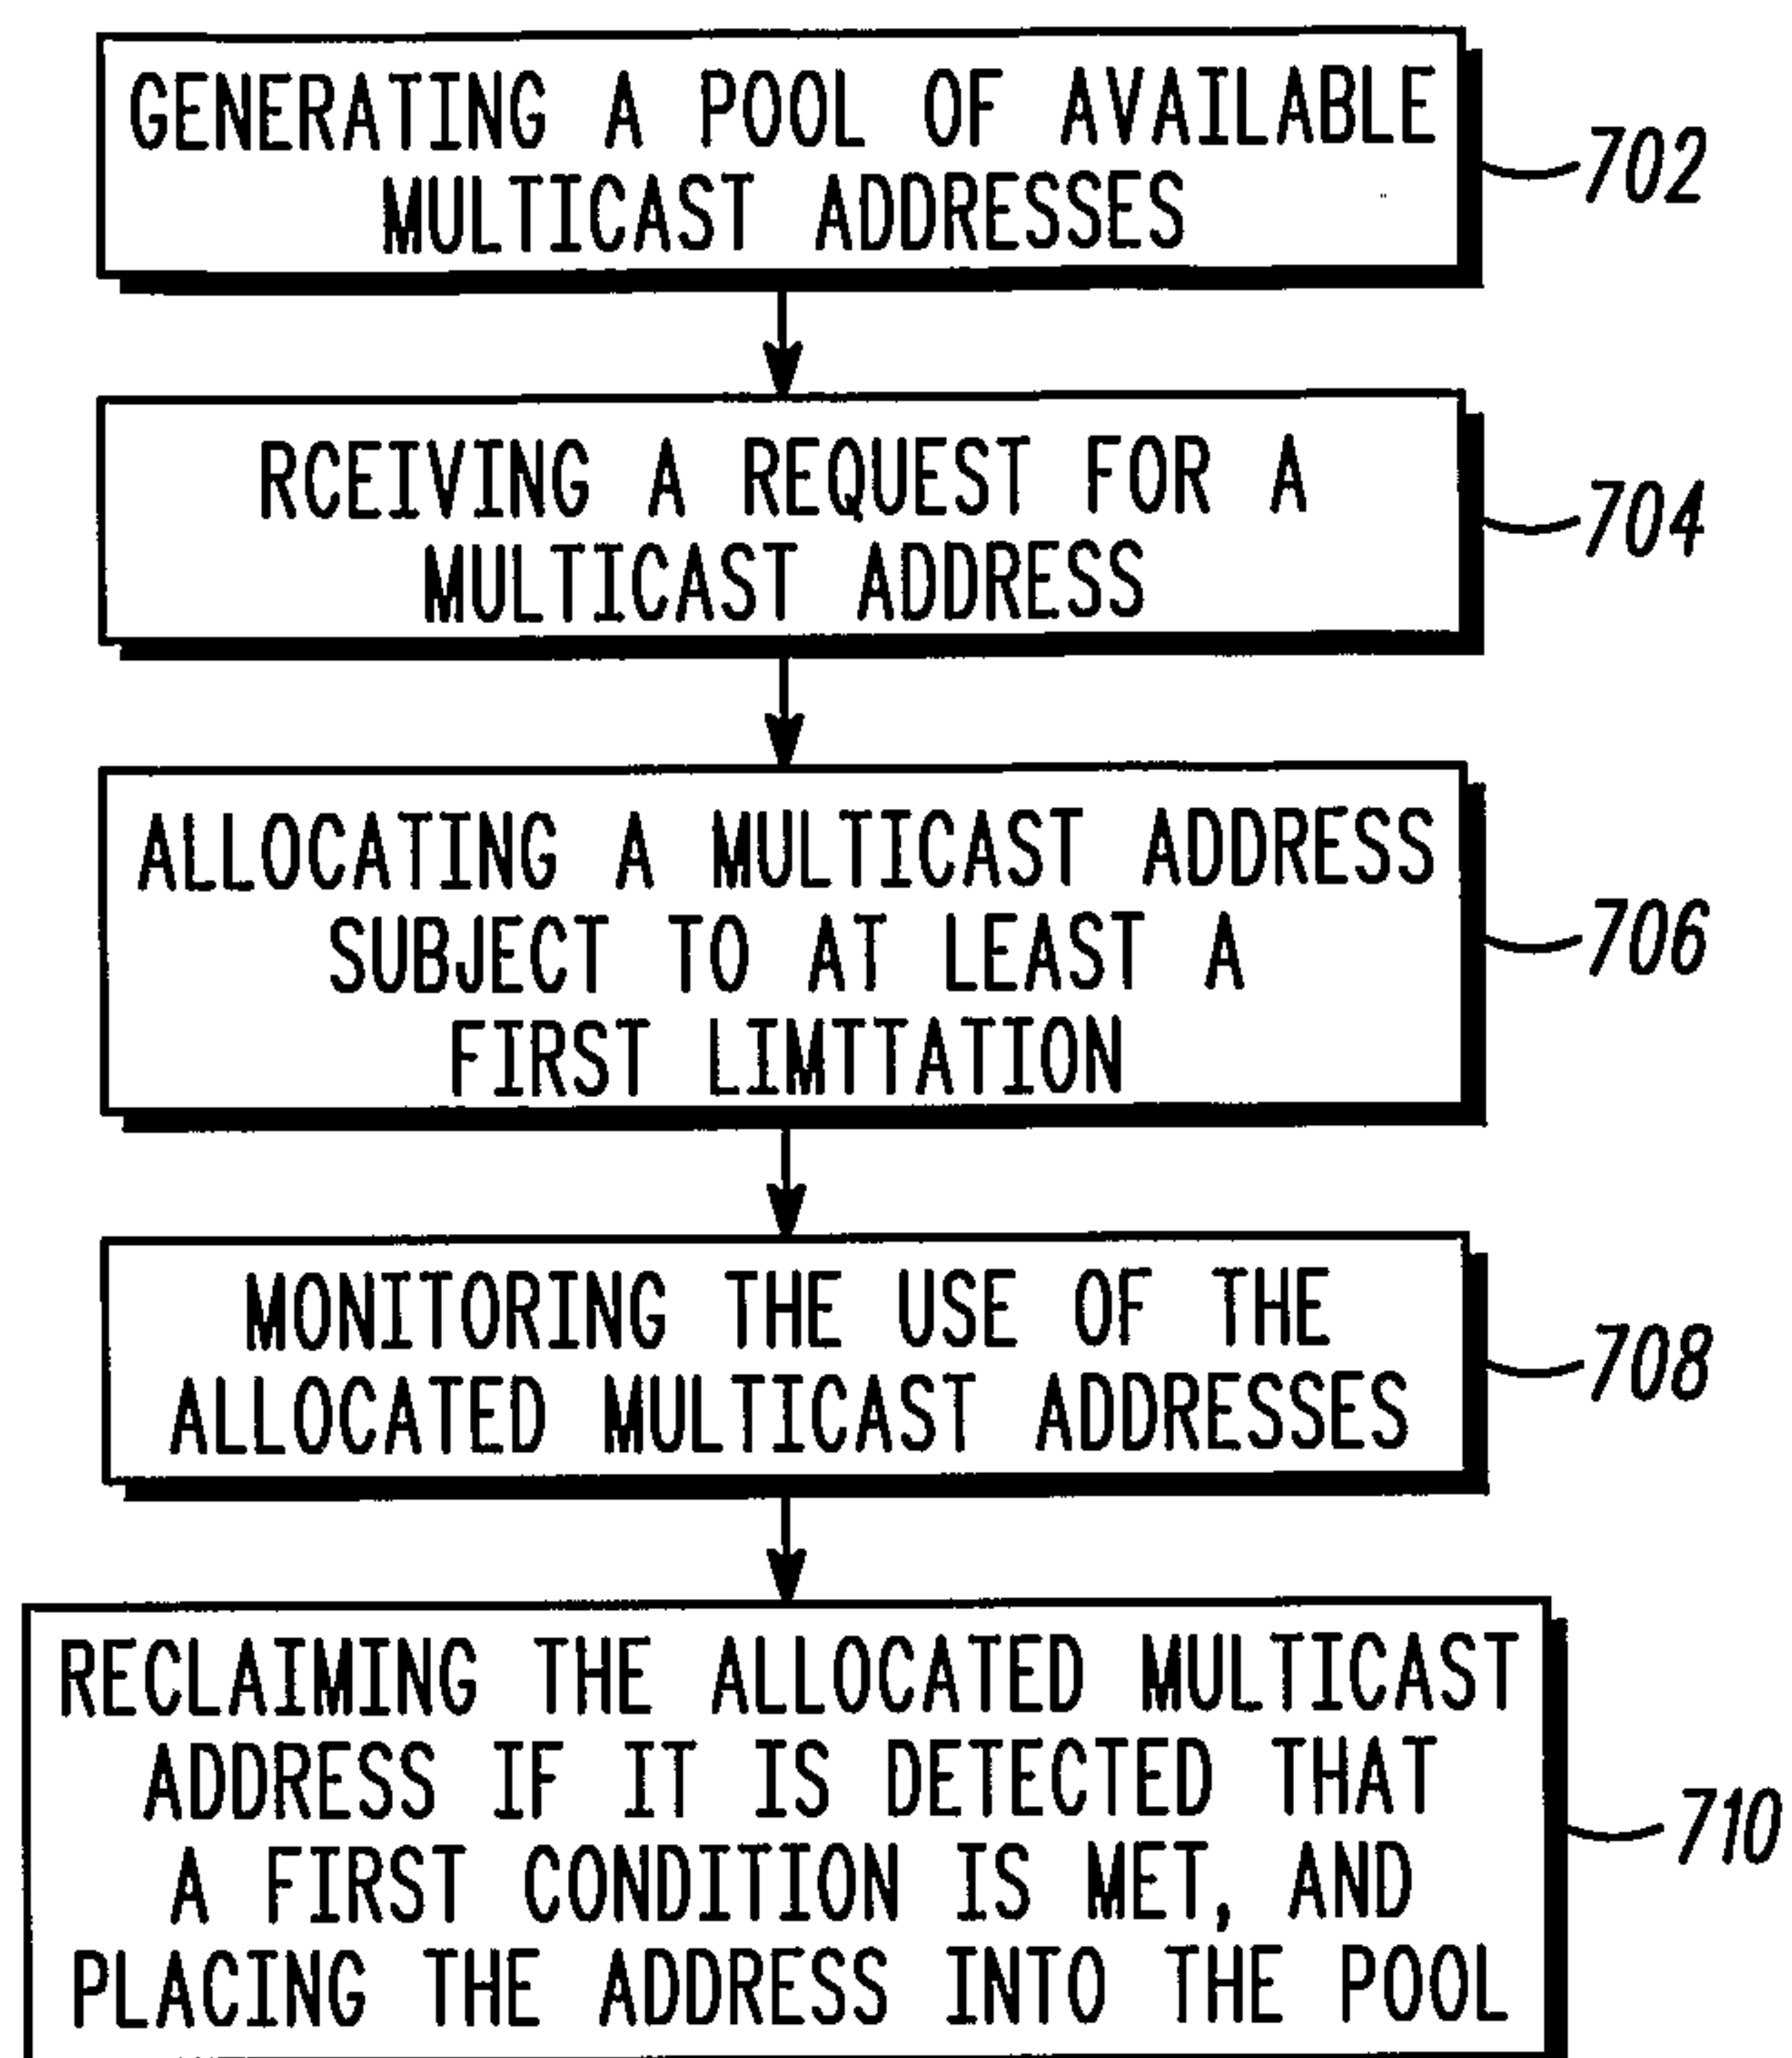 GENERATING A POOL OF AVAILABLE
MULTICAST ADDRESSES
702
RCEIVING A REQUEST FOR A
MULTICAST ADDRESS
704
ALLOCATING A MULTICAST ADDRESS
SUBJECT TO AT LEAST A
FIRST LIMTTATION
706
MONITORING THE USE OF THE
ALLOCATED MULTICAST ADDRESSES
708
RECLAIMING THE ALLOCATED MULTICAST
ADDRESS IF IT IS DETECTED THAT
A FIRST CONDITION IS MET, AND
PLACING THE ADDRESS INTO THE POOL
710